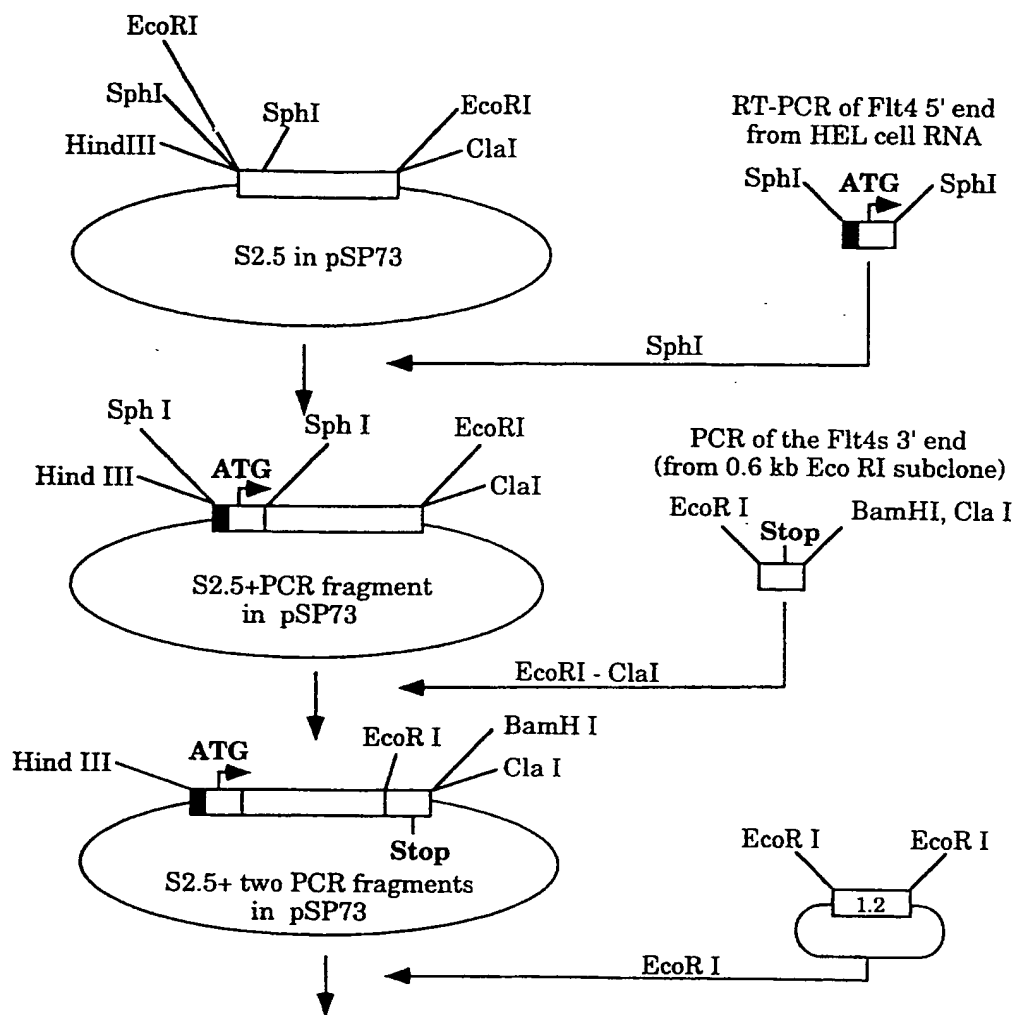 EcoRI
SphI
SphI
EcoRI
HindIII
ClaI
S2.5 in pSP73
RT-PCR of Flt4 5' end
from HEL cell RNA
SphI
ATG
SphI
SphI
Sph I
Sph I
EcoRI
Hind III
ATG
ClaI
S2.5+PCR fragment
in pSP73
PCR of the Flt4s 3' end
(from 0.6 kb Eco RI subclone)
EcoR I
Stop
BamHI, Cla I
EcoRI - ClaI
Hind III
ATG
EcoR I
BamH I
Cla I
Stop
S2.5+ two PCR fragments
in pSP73
EcoR I
EcoR I
1.2
EcoR I